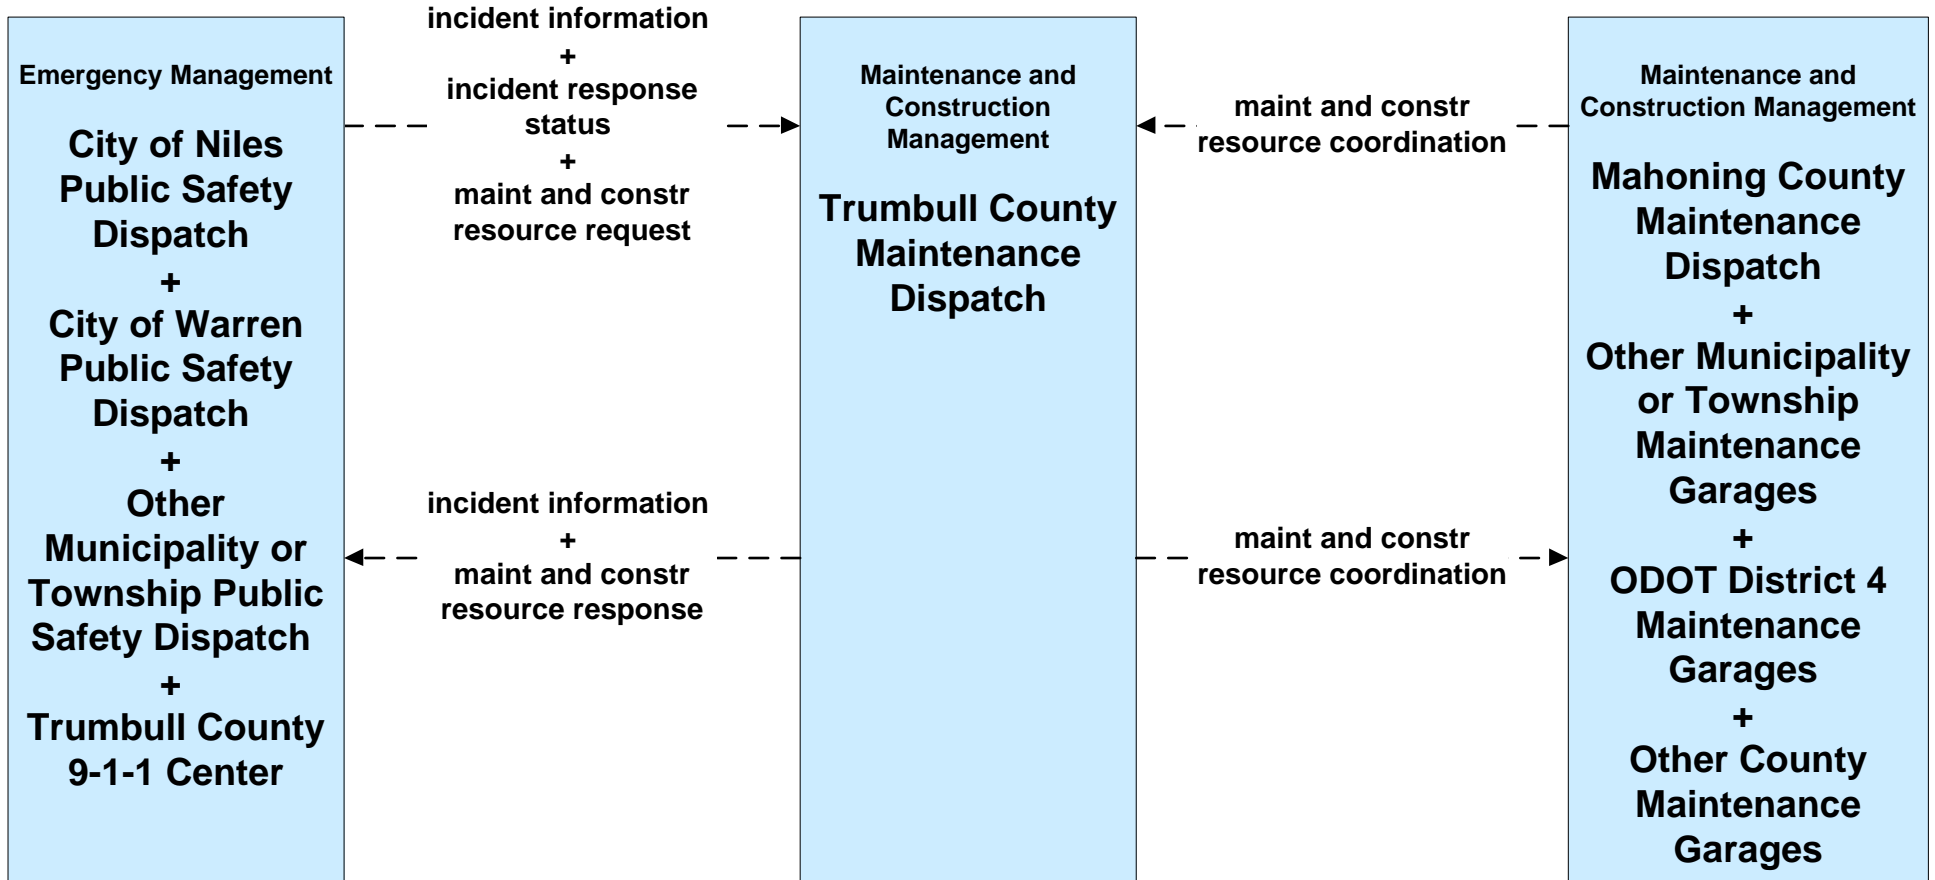 Emergency Management
City of Niles
Public Safety
Dispatch
+
City of Warren
Public Safety
Dispatch
+
Other
Municipality or
Township Public
Safety Dispatch
+
Trumbull County
9-1-1 Center
incident information
+
incident response
status
+
maint and constr
resource request
incident information
+
maint and constr
resource response
Maintenance and
Construction
Management
Trumbull County
Maintenance
Dispatch
maint and constr
resource coordination
maint and constr
resource coordination
Maintenance and
Construction Management
Mahoning County
Maintenance
Dispatch
+
Other Municipality
or Township
Maintenance
Garages
+
ODOT District 4
Maintenance
Garages
+
Other County
Maintenance
Garages